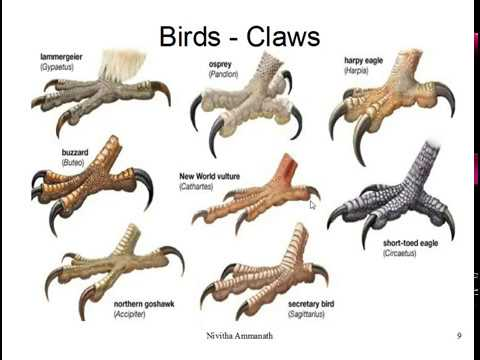 Birds - Claws
lammergeier
(Gypaetus)
osprey
(Pandion)
harpy eagle
(Harpia)
buzzard
(Buteo)
New World vulture
(Cathartes)
short-toed eagle
(Circaetus)
northern goshawk
(Accipiter)
secretary bird
(Sagittarius)
Nivitha Ammanath
9